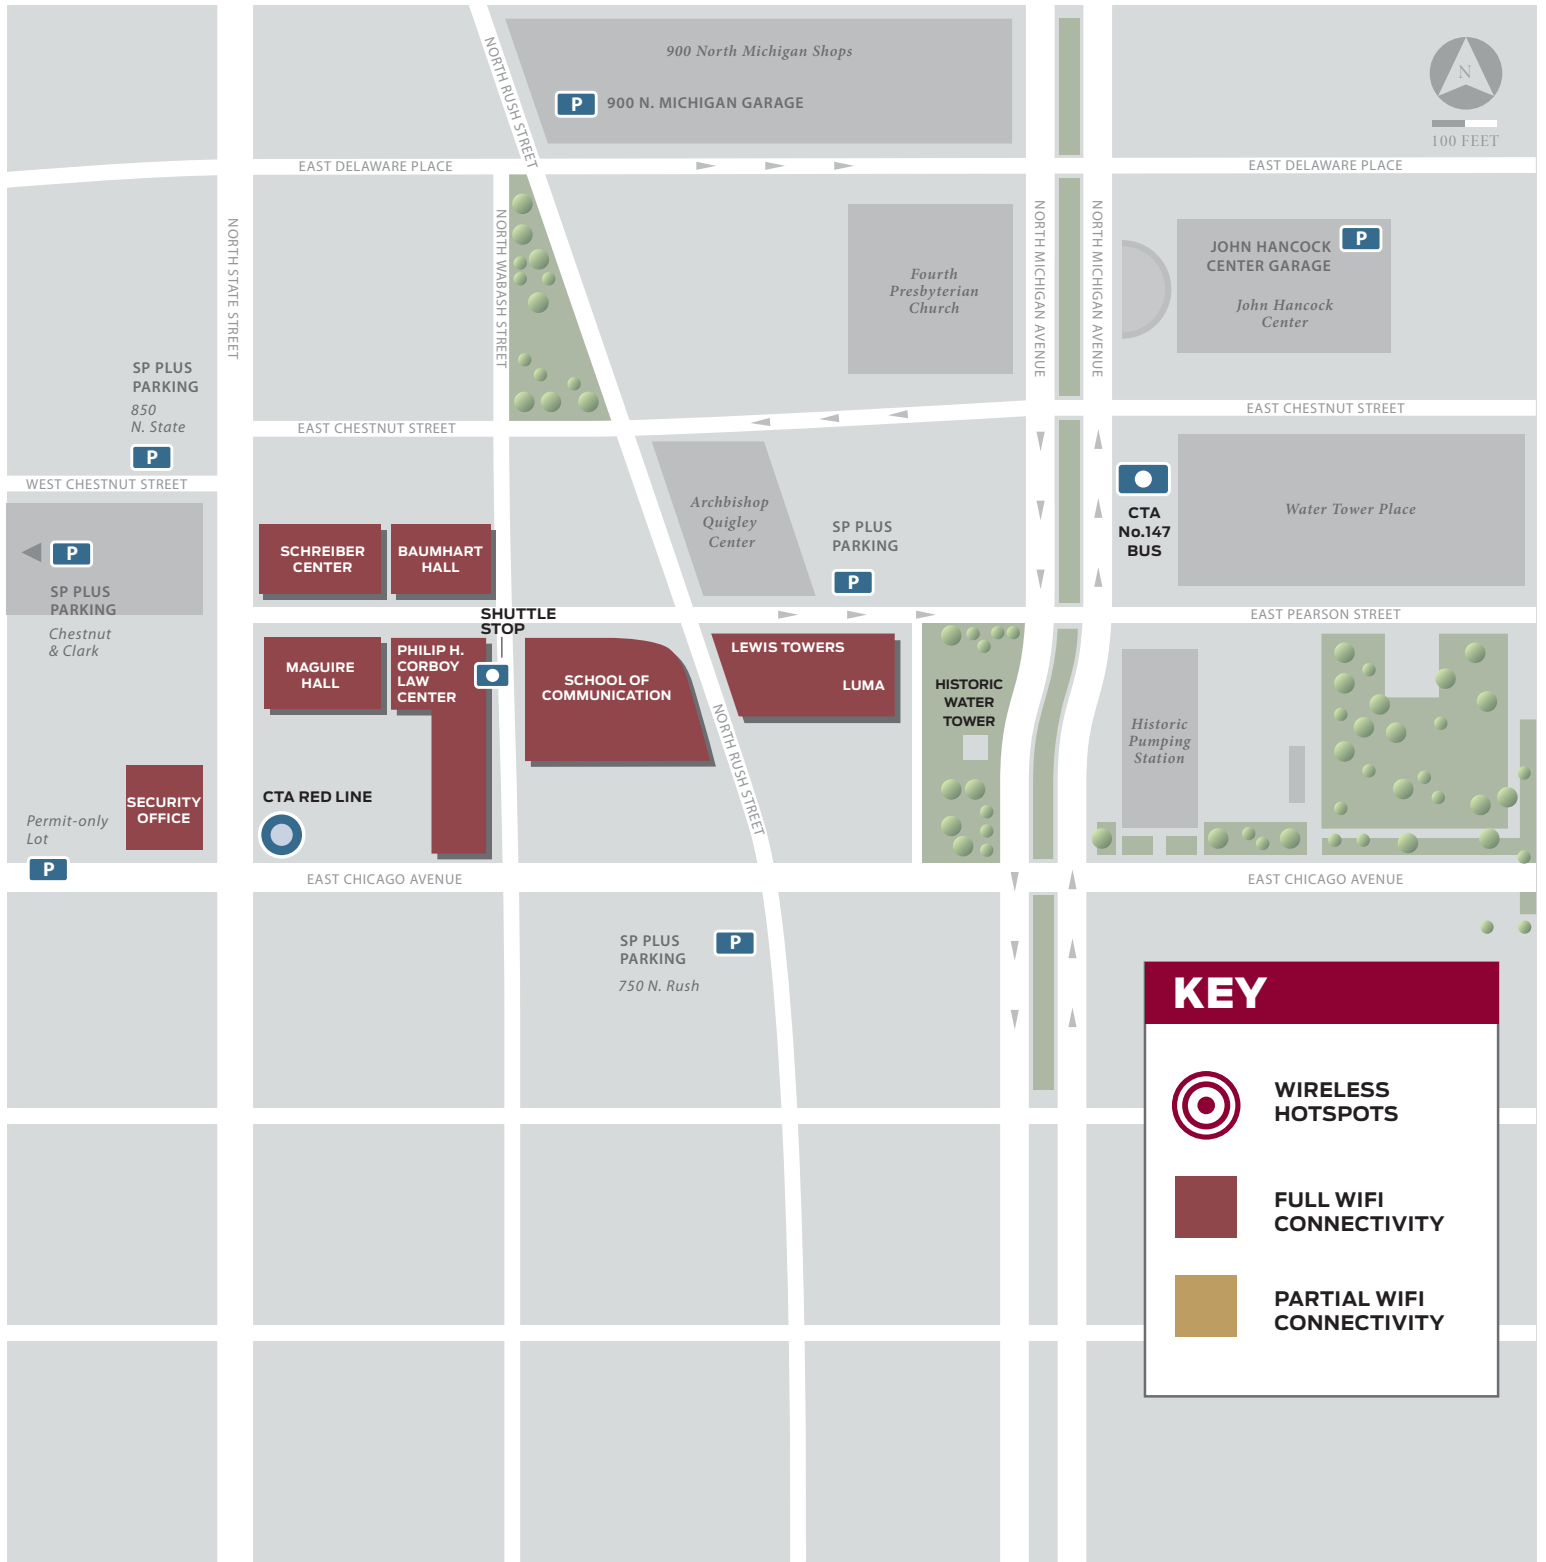 900 North Michigan Shops
P
900 N. MICHIGAN GARAGE
N
100 FEET
NORTH RUSH STREET
EAST DELAWARE PLACE
EAST DELAWARE PLACE
NORTH STATE STREET
NORTH WABASH STREET
NORTH MICHIGAN AVENUE
NORTH MICHIGAN AVENUE
Fourth
Presbyterian
Church
JOHN HANCOCK
CENTER GARAGE
P
John Hancock
Center
SP PLUS
PARKING
850
N. State
P
EAST CHESTNUT STREET
EAST CHESTNUT STREET
WEST CHESTNUT STREET
P
SP PLUS
PARKING
Chestnut
& Clark
SCHREIBER
CENTER
BAUMHART
HALL
Archbishop
Quigley
Center
SP PLUS
PARKING
P
CTA
No.147
BUS
Water Tower Place
EAST PEARSON STREET
SHUTTLE
STOP
MAGUIRE
HALL
PHILIP H.
CORBOY
LAW
CENTER
SCHOOL OF
COMMUNICATION
LEWIS TOWERS
LUMA
HISTORIC
WATER
TOWER
Historic
Pumping
Station
NORTH RUSH STREET
SECURITY
OFFICE
CTA RED LINE
Permit-only
Lot
P
EAST CHICAGO AVENUE
EAST CHICAGO AVENUE
SP PLUS
PARKING
P
750 N. Rush
KEY
WIRELESS
HOTSPOTS
FULL WIFI
CONNECTIVITY
PARTIAL WIFI
CONNECTIVITY